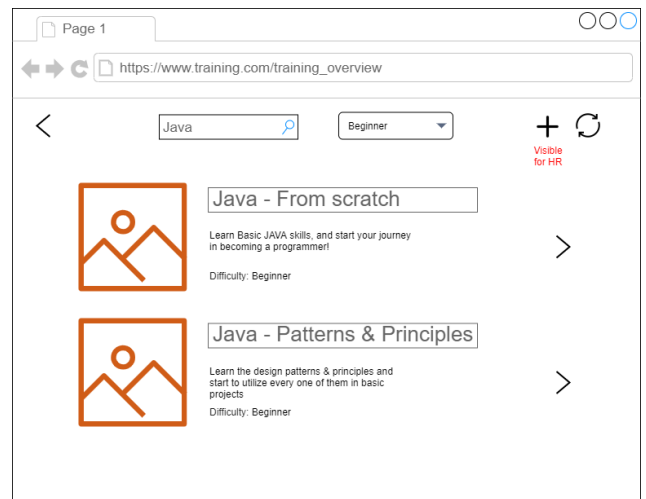 Page 1
https://www.training.com/training_overview
Java
Beginner
Visible
for HR
Java - From scratch
Learn Basic JAVA skills, and start your journey
in becoming a programmer!
Difficulty: Beginner
Java - Patterns & Principles
Learn the design patterns & principles and
start to utilize every one of them in basic
projects
Difficulty: Beginner